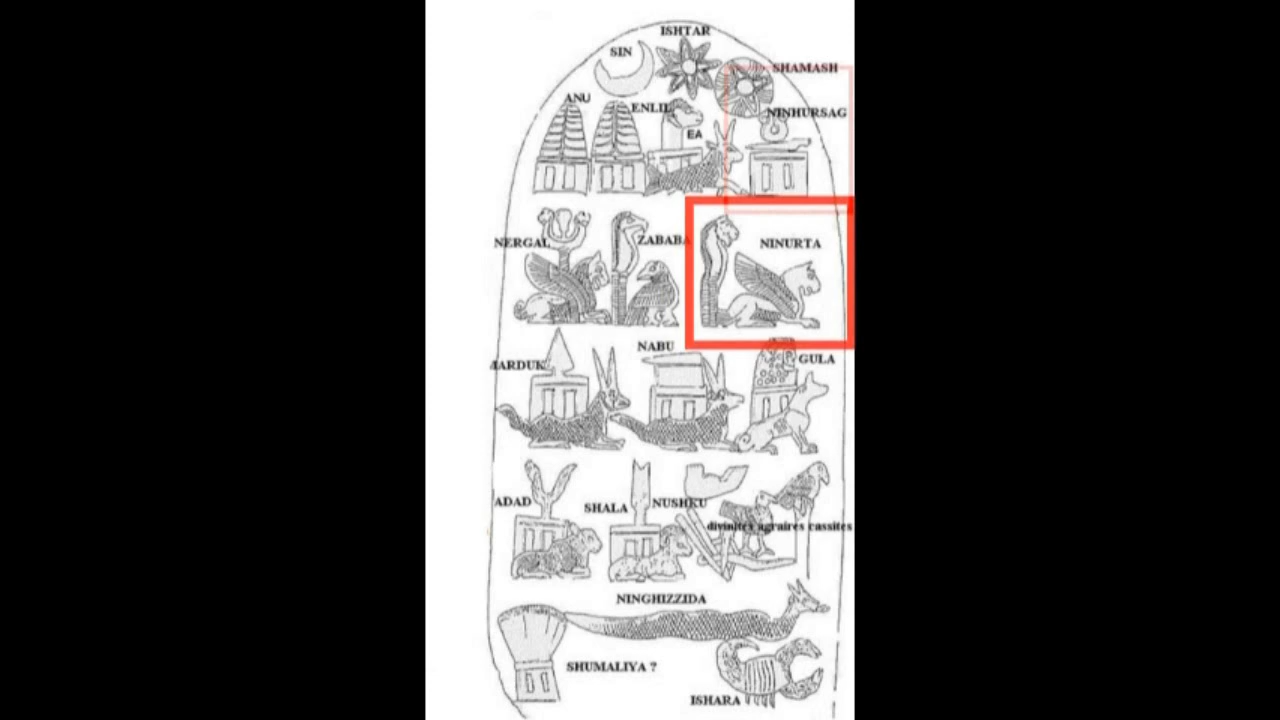 ISHTAR
SIN
SHAMASH
ANU
ENLIL
NINHURSAG
EA
NERGAL
ZABABA
NINURTA
MARDUK
NABU
GULA
ADAD
SHALA
NUSHKU
divinités agraires cassites
NINGHIZZIDA
SHUMALIYA ?
ISHARA